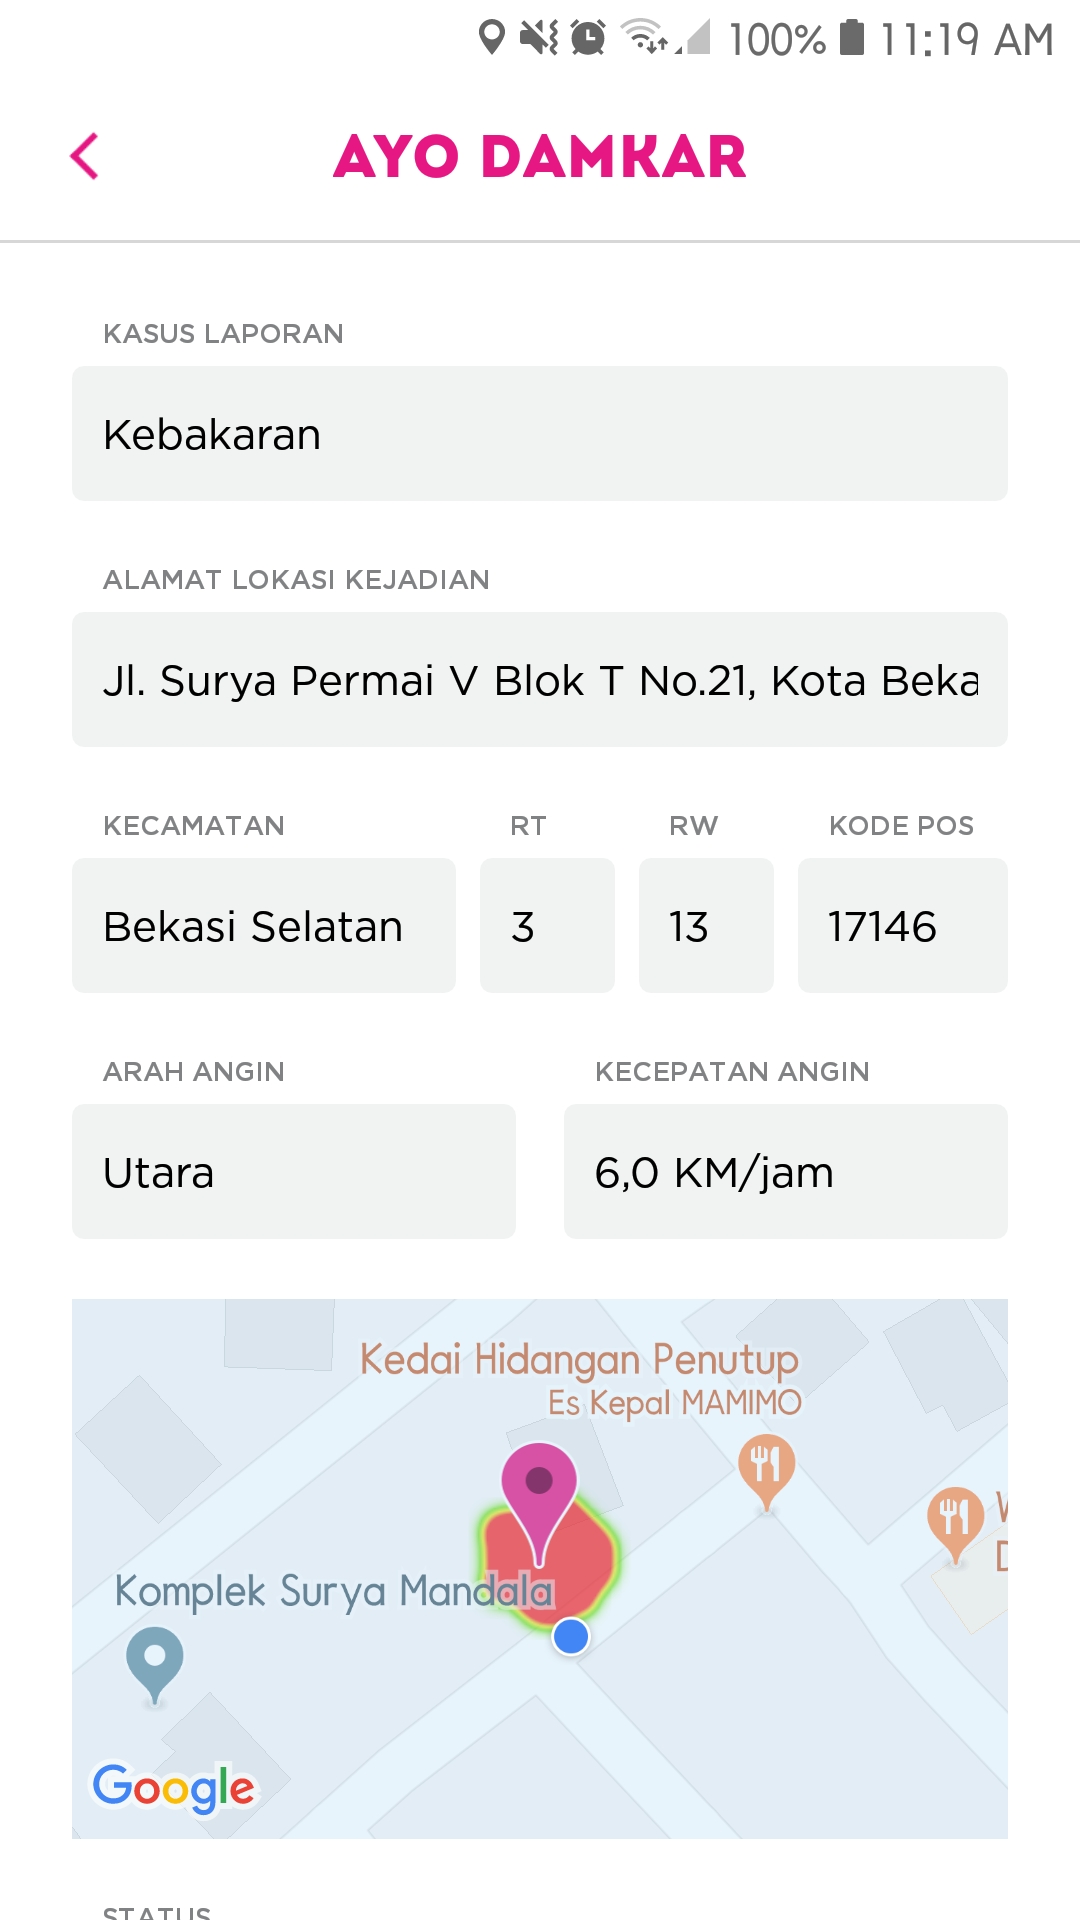 100% 11:19 AM
AYO DAMKAR
KASUS LAPORAN
Kebakaran
ALAMAT LOKASI KEJADIAN
Jl. Surya Permai V Blok T No.21, Kota Beka
KECAMATAN RT RW KODE POS
Bekasi Selatan 3 13 17146
ARAH ANGIN KECEPATAN ANGIN
Utara 6,0 KM/jam
Kedai Hidangan Penutup
Es Kepal MAMIMO
Komplek Surya Mandala
Google
STATUS